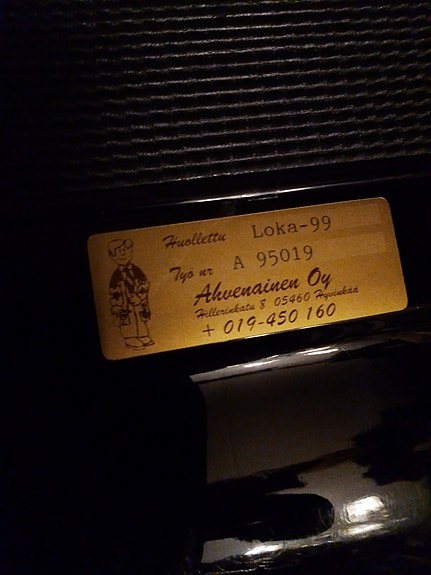 Huollettu Loka-99
Työ nr A 95019
Ahvenainen Oy
Hillerinkatu 8 05460 Hyvinkää
+ 019-450 160